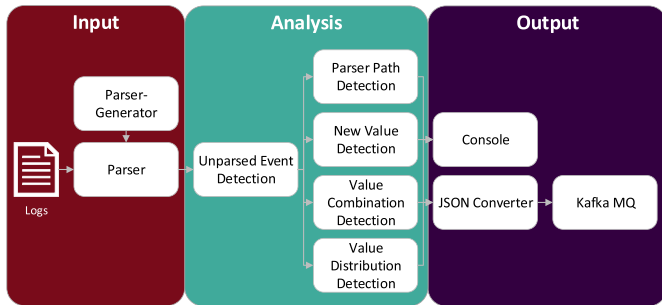 Input
Analysis
Output
Parser-
Generator
Logs
Parser
Unparsed Event
Detection
Parser Path
Detection
New Value
Detection
Value
Combination
Detection
Value
Distribution
Detection
Console
JSON Converter
Kafka MQ